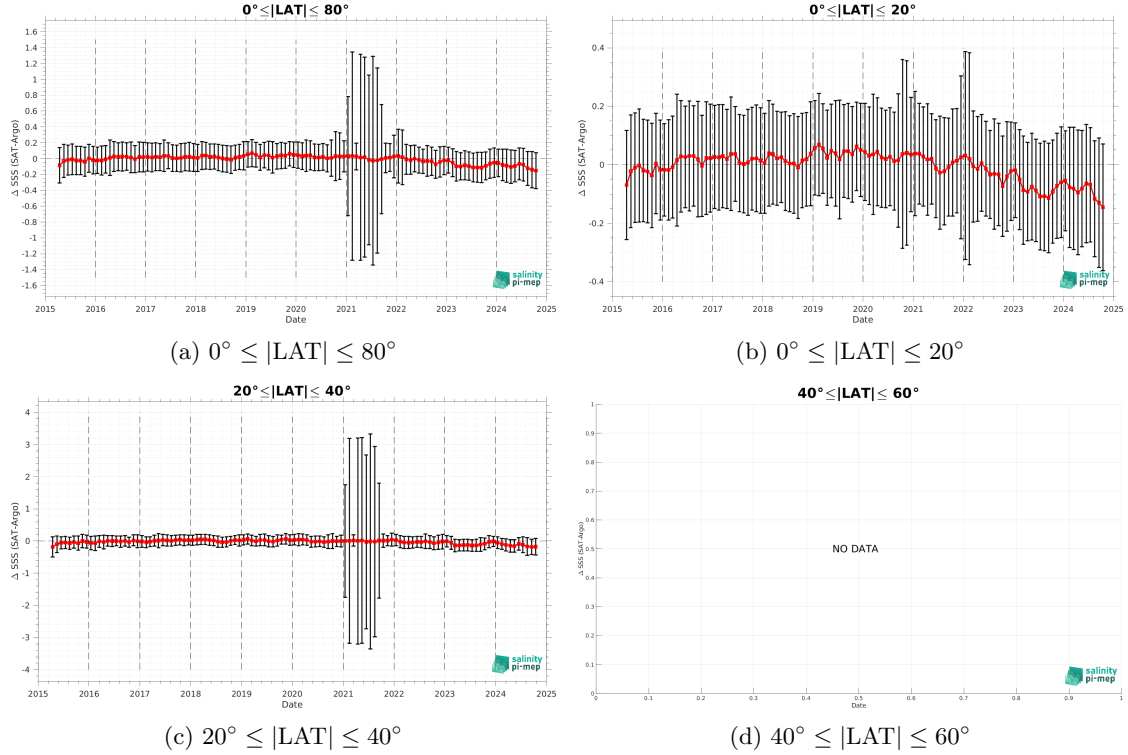 0°≤|LAT|≤ 80°
1.6
1.4
1.2
1
0.8
0.6
0.4
0.2
0
-0.2
-0.4
-0.6
-0.8
-1
-1.2
-1.4
-1.6
Δ SSS (SAT-Argo)
2015 2016 2017 2018 2019 2020 2021 2022 2023 2024 2025
Date
salinity
pi-mep
(a) 0° ≤ |LAT| ≤ 80°
0°≤|LAT|≤ 20°
0.4
0.2
0
-0.2
-0.4
Δ SSS (SAT-Argo)
2015 2016 2017 2018 2019 2020 2021 2022 2023 2024 2025
Date
salinity
pi-mep
(b) 0° ≤ |LAT| ≤ 20°
20°≤|LAT|≤ 40°
4
3
2
1
0
-1
-2
-3
-4
Δ SSS (SAT-Argo)
2015 2016 2017 2018 2019 2020 2021 2022 2023 2024 2025
Date
salinity
pi-mep
(c) 20° ≤ |LAT| ≤ 40°
40°≤|LAT|≤ 60°
1
0.9
0.8
0.7
0.6
0.5
0.4
0.3
0.2
0.1
0
Δ SSS (SAT-Argo)
NO DATA
0 0.1 0.2 0.3 0.4 0.5 0.6 0.7 0.8 0.9 1
Date
salinity
pi-mep
(d) 40° ≤ |LAT| ≤ 60°